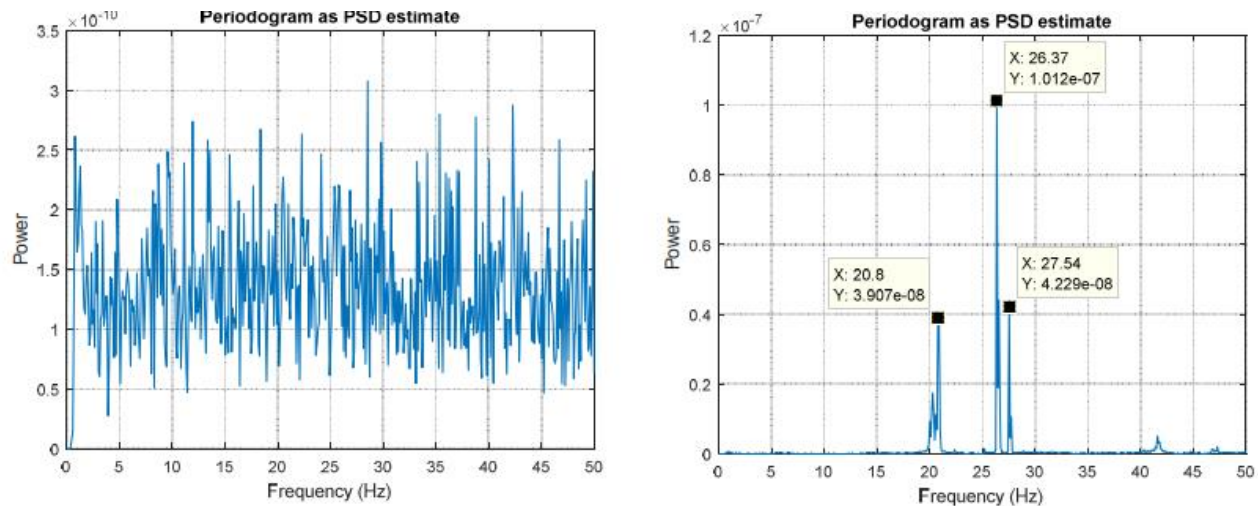 Periodogram as PSD estimate
×10⁻¹⁰
3.5
3
2.5
2
1.5
1
0.5
0
Power
0 5 10 15 20 25 30 35 40 45 50
Frequency (Hz)
Periodogram as PSD estimate
×10⁻⁷
1.2
1
0.8
0.6
0.4
0.2
0
Power
X: 26.37
Y: 1.012e-07
X: 20.8
Y: 3.907e-08
X: 27.54
Y: 4.229e-08
0 5 10 15 20 25 30 35 40 45 50
Frequency (Hz)